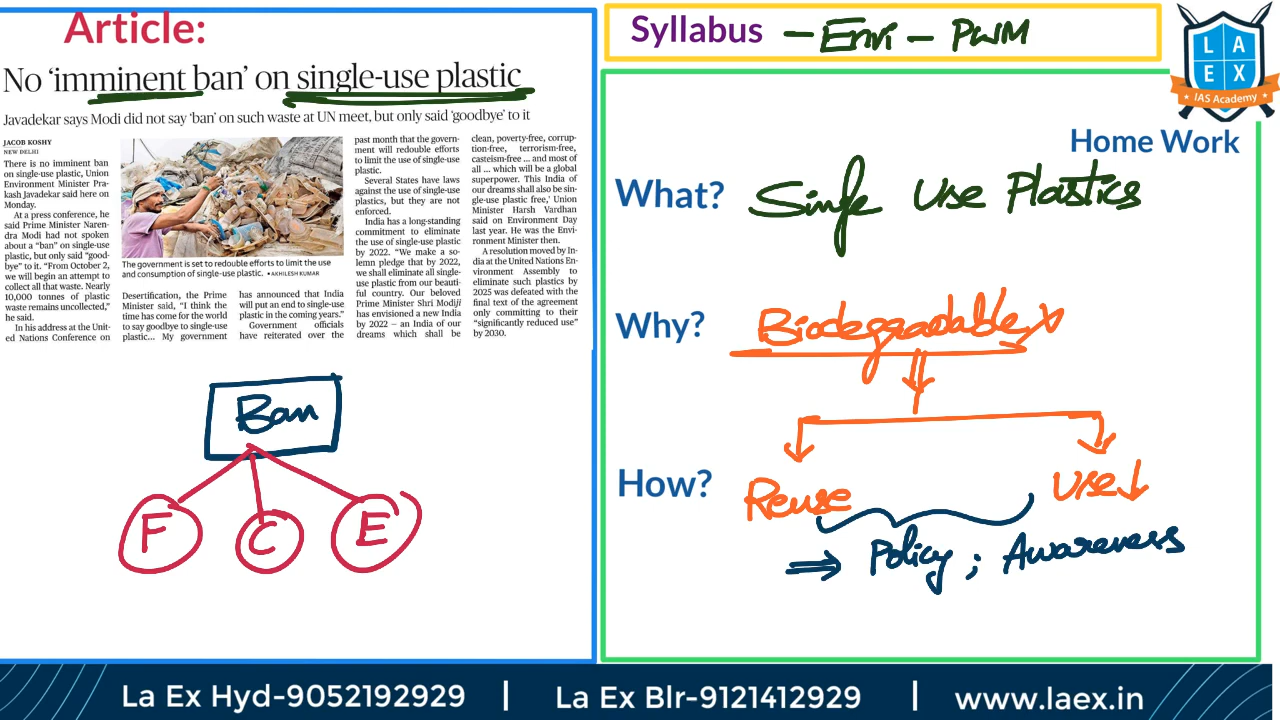 Article:
No ‘imminent ban’ on single-use plastic
Javadekar says Modi did not say ‘ban’ on such waste at UN meet, but only said ‘goodbye’ to it
JACOB KOSHY
NEW DELHI
There is no imminent ban
on single-use plastic, Union
Environment Minister Pra-
kash Javadekar said here on
Monday.
At a press conference, he
said Prime Minister Naren-
dra Modi had not spoken
about a “ban” on single-use
plastic, but only said “good-
bye” to it. “From October 2,
we will begin an attempt to
collect all that waste. Nearly
10,000 tonnes of plastic
waste remains uncollected,”
he said.
In his address at the Unit-
ed Nations Conference on
The government is set to redouble efforts to limit the use
and consumption of single-use plastic. • AKHILESH KUMAR
Desertification, the Prime
Minister said, “I think the
time has come for the world
to say goodbye to single-use
plastic... My government
has announced that India
will put an end to single-use
plastic in the coming years.”
Government officials
have reiterated over the
past month that the govern-
ment will redouble efforts
to limit the use of single-use
plastic.
Several States have laws
against the use of single-use
plastics, but they are not
enforced.
India has a long-standing
commitment to eliminate
the use of single-use plastic
by 2022. “We make a so-
lemn pledge that by 2022,
we shall eliminate all single-
use plastic from our beauti-
ful country. Our beloved
Prime Minister Shri Modiji
has envisioned a new India
by 2022 — an India of our
dreams which shall be
clean, poverty-free, corrup-
tion-free, terrorism-free,
casteism-free ... and most of
all ... which will be a global
superpower. This India of
our dreams shall also be sin-
gle-use plastic free,’ Union
Minister Harsh Vardhan
said on Environment Day
last year. He was the Envi-
ronment Minister then.
A resolution moved by In-
dia at the United Nations En-
vironment Assembly to
eliminate such plastics by
2025 was defeated with the
final text of the agreement
only committing to their
“significantly reduced use”
by 2030.
Ban
F C E
Syllabus - Envi - PWM
LA
EX
IAS Academy
Home Work
What? Single Use Plastics
Why? Biodegradable x
How? Reuse Use↓
⇒ Policy ; Awareness
La Ex Hyd-9052192929 | La Ex Blr-9121412929 | www.laex.in